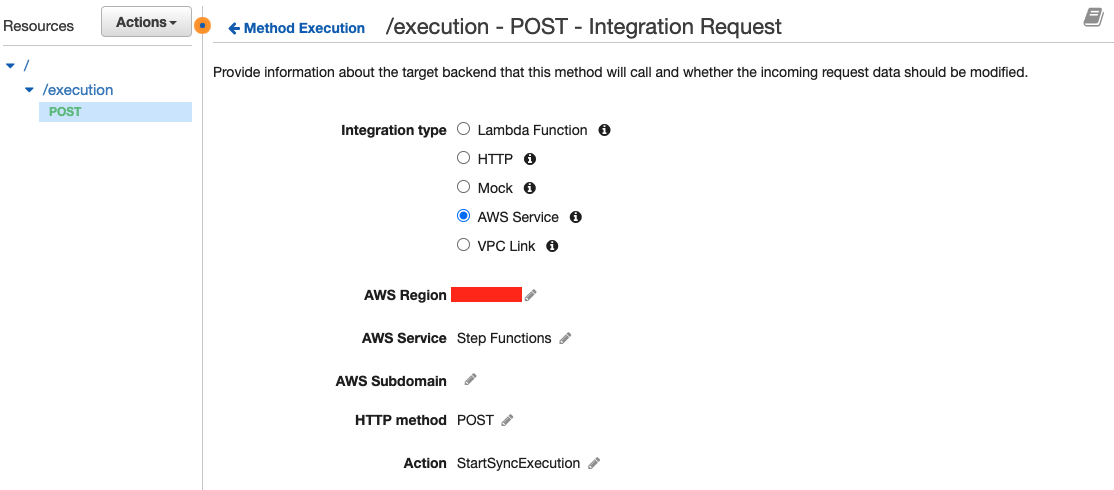 Resources
Actions
Method Execution
/execution - POST - Integration Request
/
/execution
POST
Provide information about the target backend that this method will call and whether the incoming request data should be modified.
Integration type
Lambda Function
HTTP
Mock
AWS Service
VPC Link
AWS Region
AWS Service Step Functions
AWS Subdomain
HTTP method POST
Action StartSyncExecution